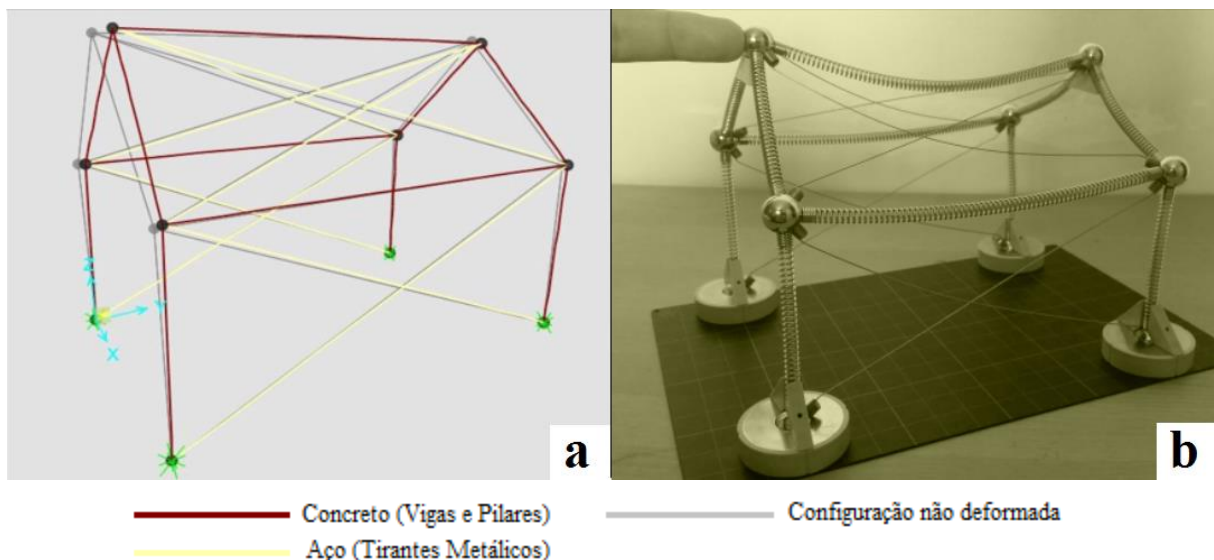 Z
Y
X
a
b
Concreto (Vigas e Pilares)
Configuração não deformada
Aço (Tirantes Metálicos)